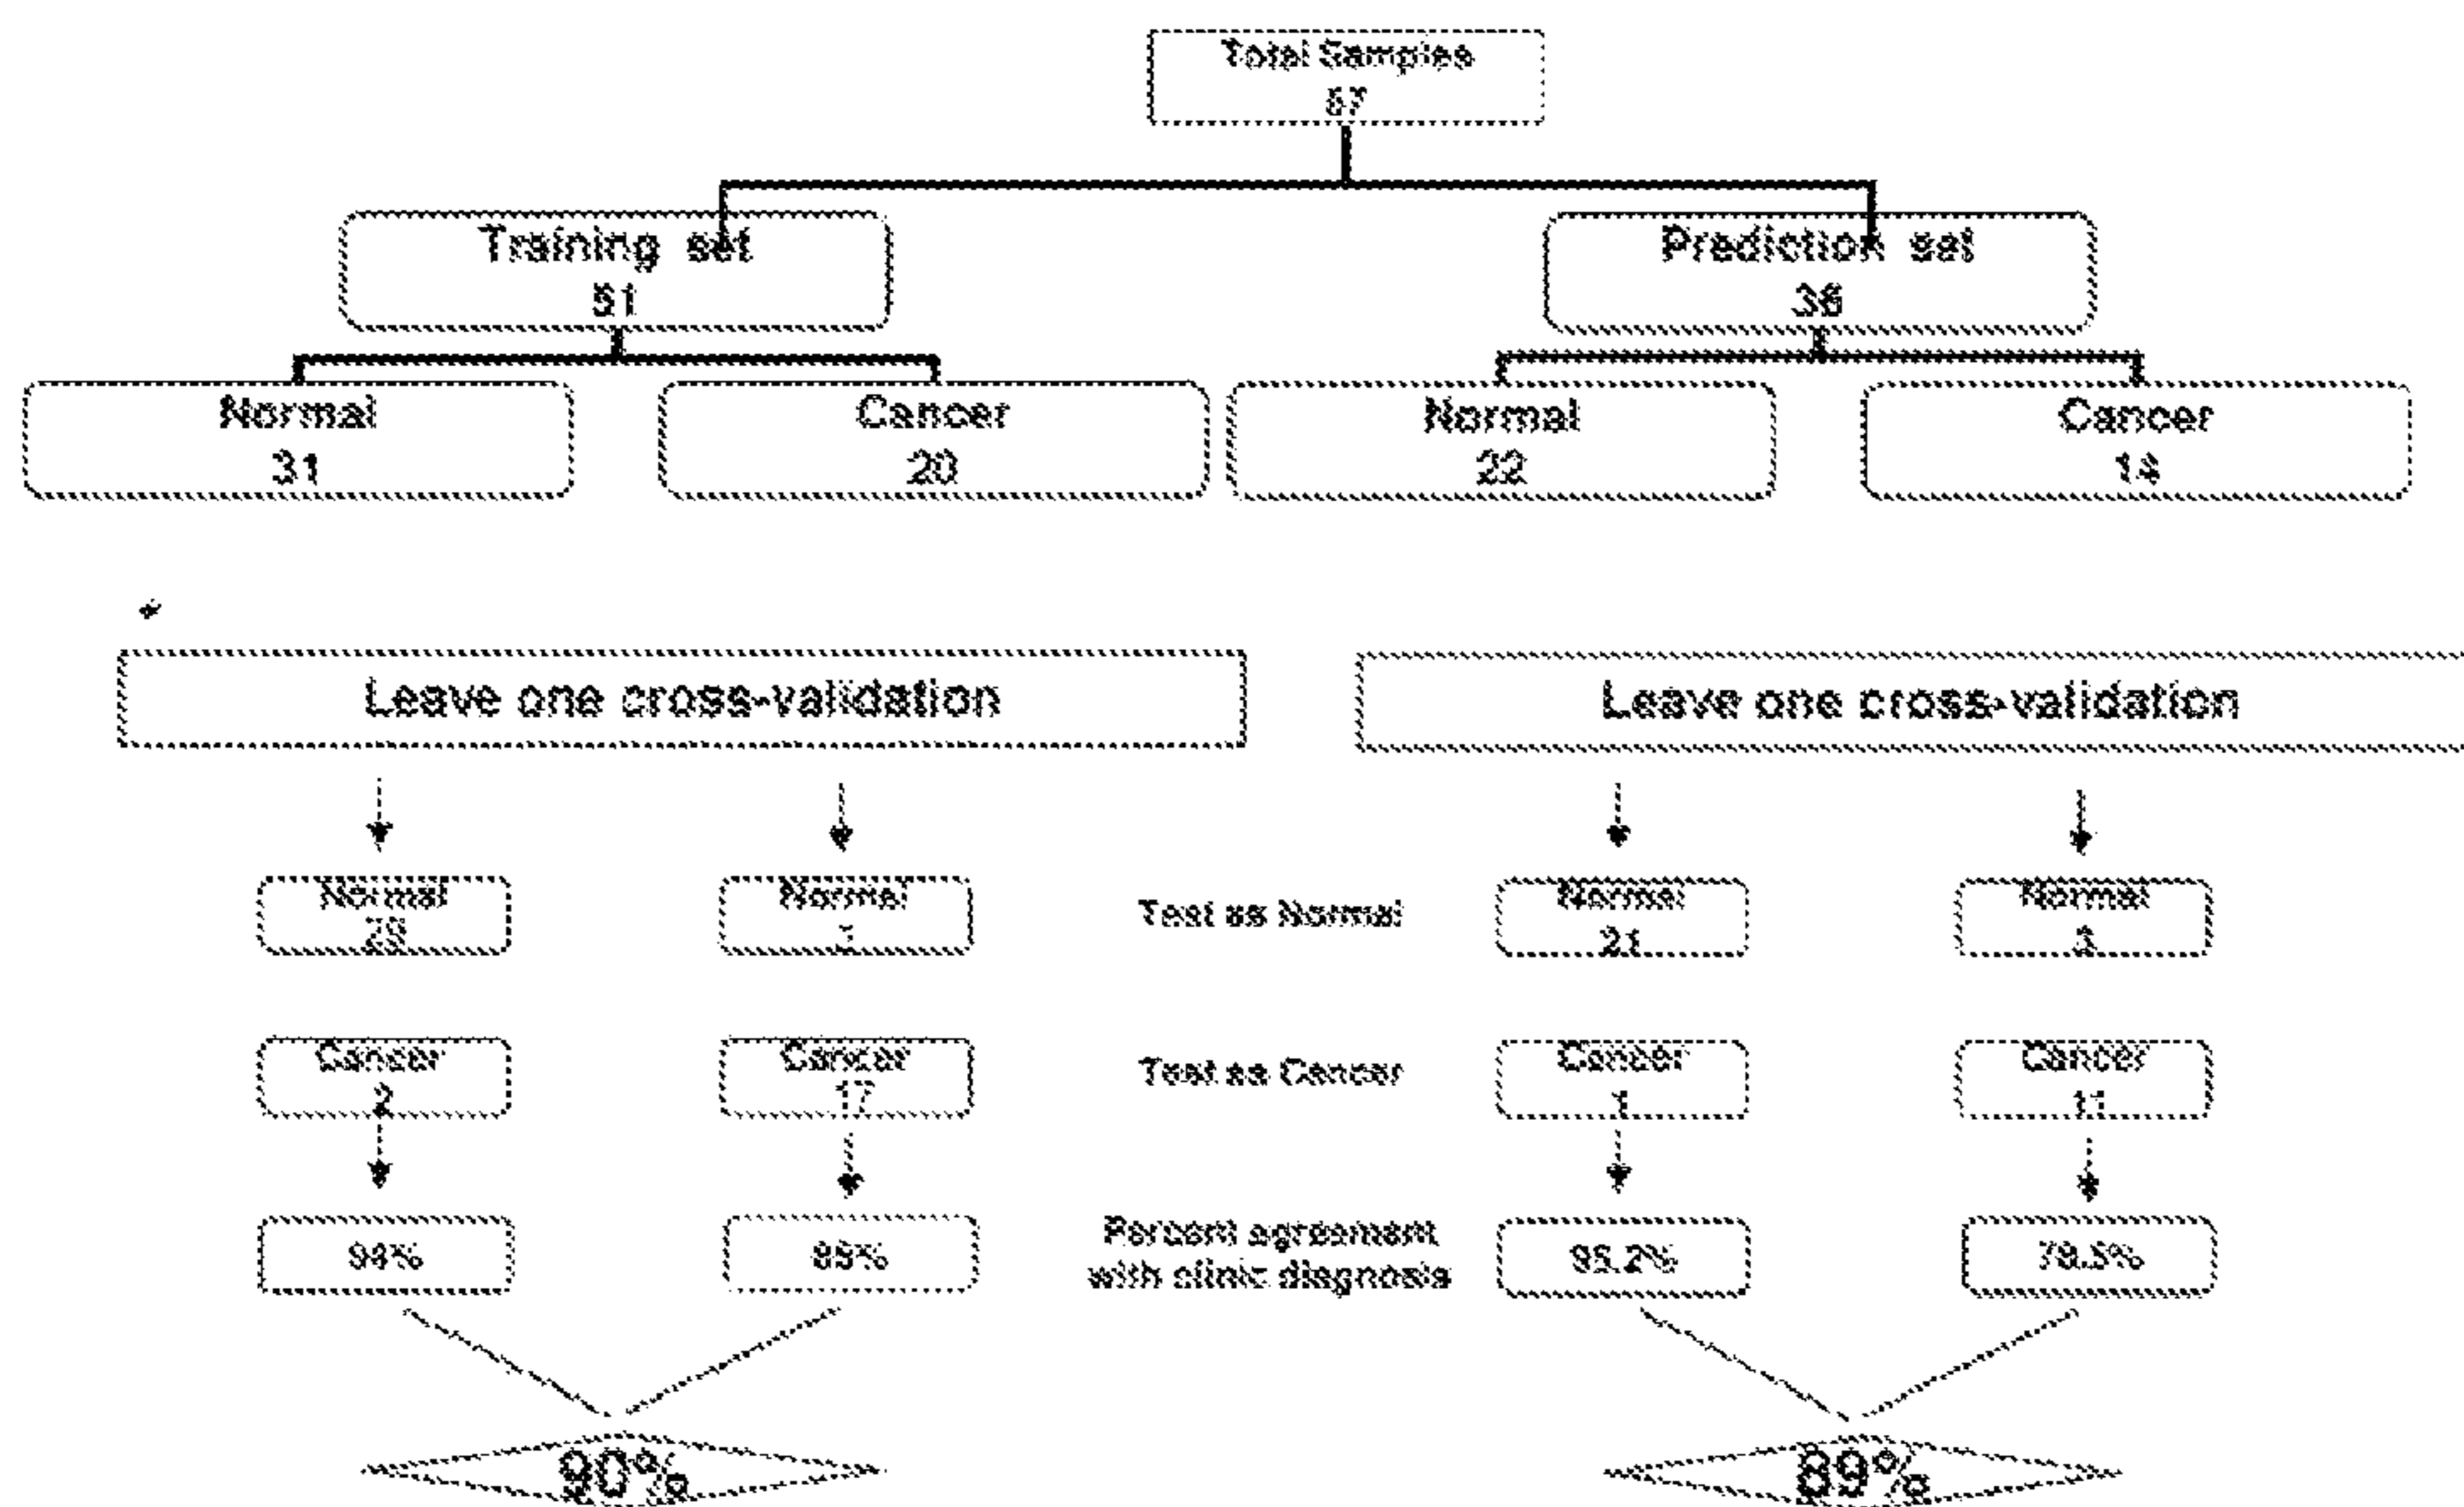 Total Samples
87
Training set
51
Prediction set
36
Normal
31
Cancer
20
Normal
22
Cancer
14
Leave one cross-validation
Leave one cross-validation
Normal
29
Normal
Test as Normal
Normal
21
Normal
3
Cancer
2
Cancer
17
Test as Cancer
Cancer
1
Cancer
11
94%
85%
Percent agreement
with clinic diagnosis
95.2%
78.5%
90%
89%